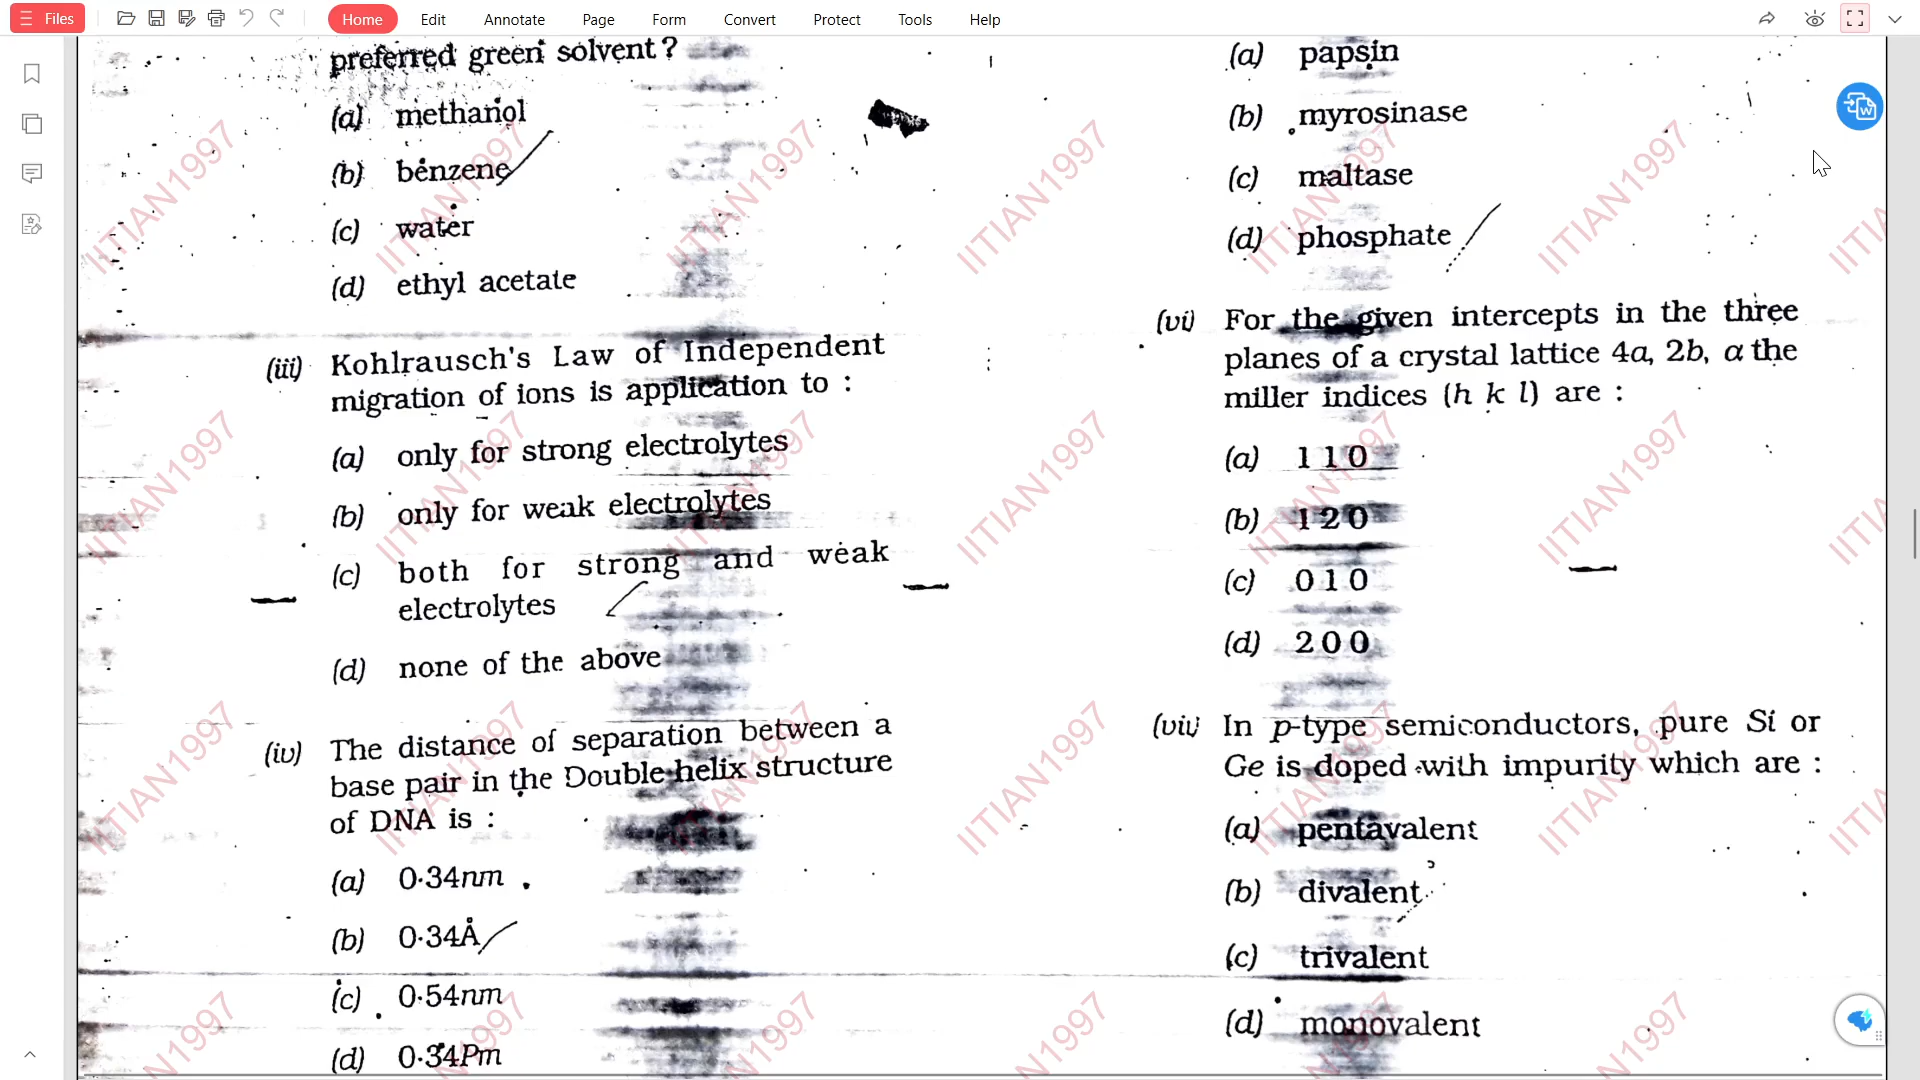 Files
Home Edit Annotate Page Form Convert Protect Tools Help
preferred green solvent?
(a) methanol
(b) benzene
(c) water
(d) ethyl acetate
(iii) Kohlrausch's Law of Independent
migration of ions is application to :
(a) only for strong electrolytes
(b) only for weak electrolytes
(c) both for strong and weak
electrolytes
(d) none of the above
(iv) The distance of separation between a
base pair in the Double helix structure
of DNA is :
(a) 0·34nm
(b) 0·34Å
(c) 0·54nm
(d) 0·34Pm
(a) papsin
(b) myrosinase
(c) maltase
(d) phosphate
(vi) For the given intercepts in the three
planes of a crystal lattice 4a, 2b, α the
miller indices (h k l) are :
(a) 1 1 0
(b) 1 2 0
(c) 0 1 0
(d) 2 0 0
(vii) In p-type semiconductors, pure Si or
Ge is doped with impurity which are :
(a) pentavalent
(b) divalent
(c) trivalent
(d) monovalent
IITIAN1997